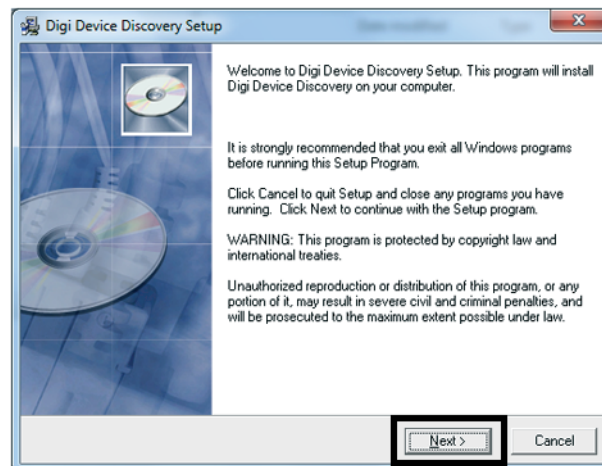 Digi Device Discovery Setup
Welcome to Digi Device Discovery Setup. This program will install
Digi Device Discovery on your computer.
It is strongly recommended that you exit all Windows programs
before running this Setup Program.
Click Cancel to quit Setup and close any programs you have
running. Click Next to continue with the Setup program.
WARNING: This program is protected by copyright law and
international treaties.
Unauthorized reproduction or distribution of this program, or any
portion of it, may result in severe civil and criminal penalties, and
will be prosecuted to the maximum extent possible under law.
Next >
Cancel